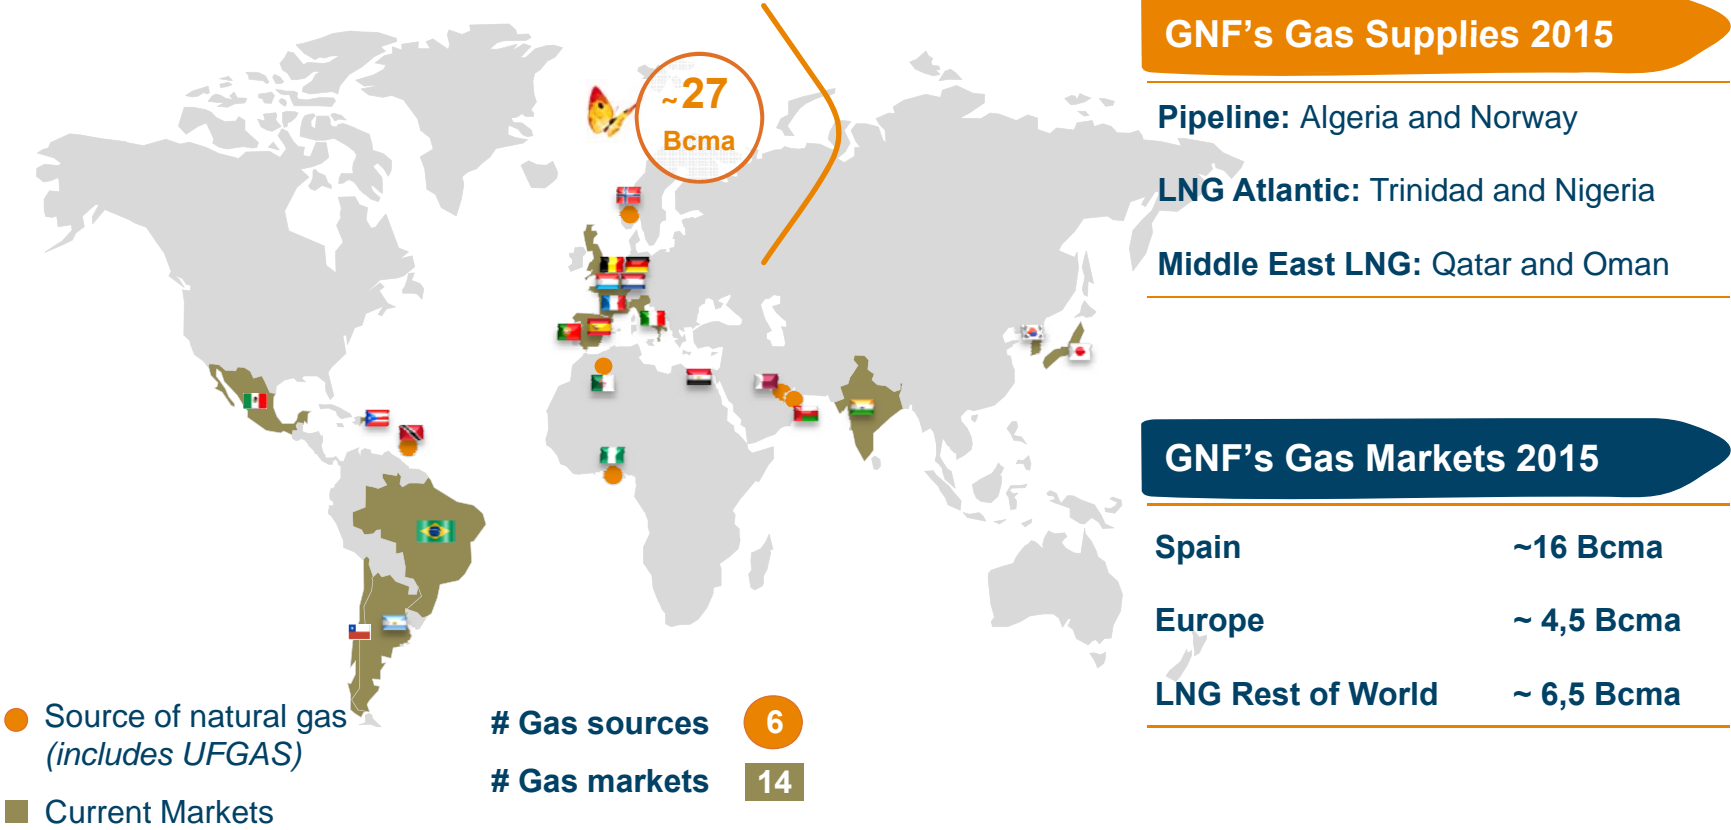 ~27
Bcma
GNF's Gas Supplies 2015
Pipeline: Algeria and Norway
LNG Atlantic: Trinidad and Nigeria
Middle East LNG: Qatar and Oman
GNF's Gas Markets 2015
Spain ~16 Bcma
Europe ~ 4,5 Bcma
LNG Rest of World ~ 6,5 Bcma
Source of natural gas
(includes UFGAS)
Current Markets
# Gas sources 6
# Gas markets 14